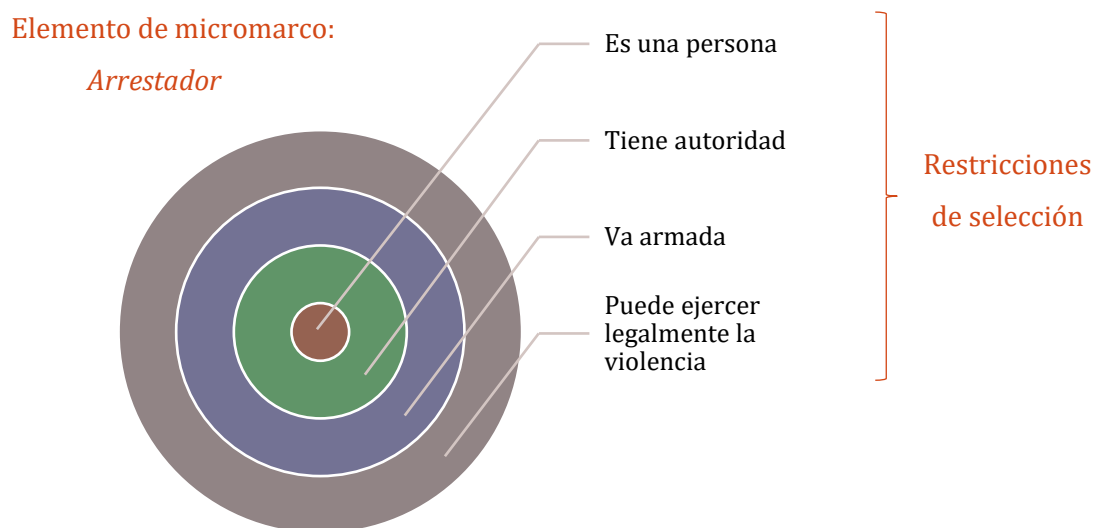 Elemento de micromarco:
Arrestador
Es una persona
Tiene autoridad
Va armada
Puede ejercer
legalmente la
violencia
Restricciones
de selección